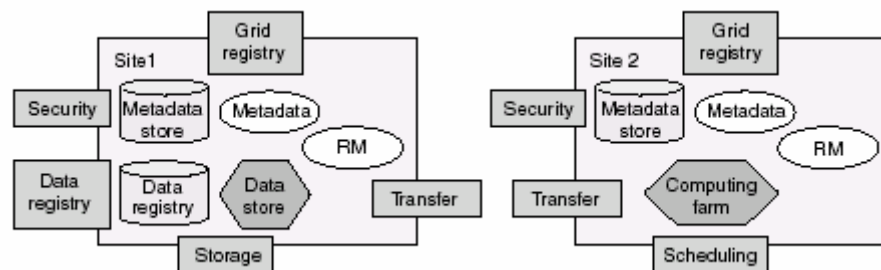 Grid
registry
Site1
Security
Metadata
store
Metadata
RM
Data
registry
Data
registry
Data
store
Transfer
Storage
Grid
registry
Site 2
Security
Metadata
store
Metadata
RM
Transfer
Computing
farm
Scheduling